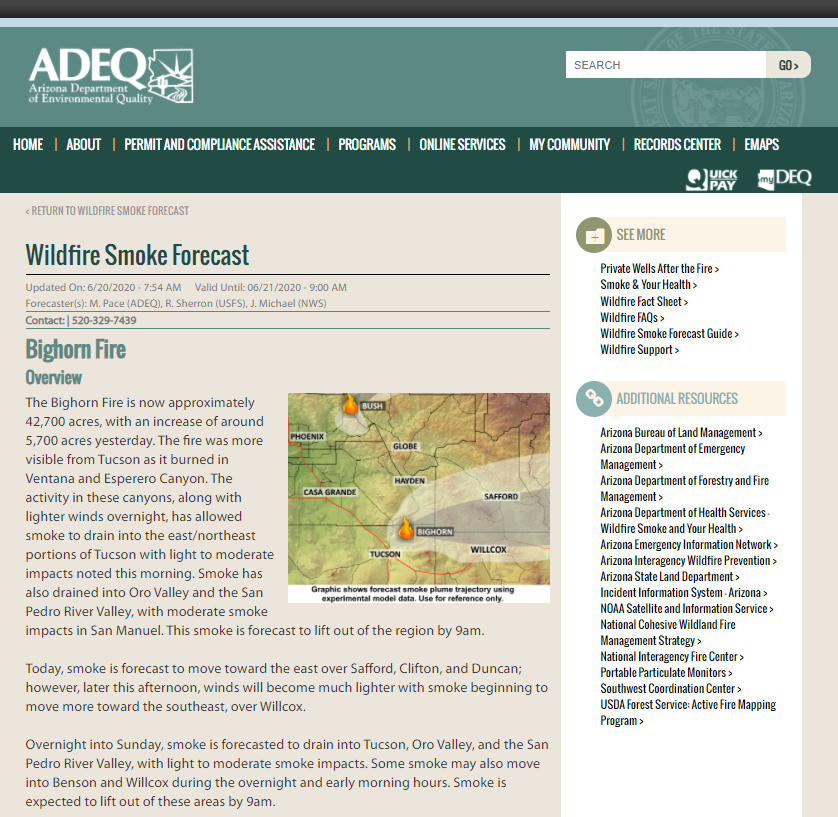 ADEQ
Arizona Department
of Environmental Quality
SEARCH
GO >
HOME | ABOUT | PERMIT AND COMPLIANCE ASSISTANCE | PROGRAMS | ONLINE SERVICES | MY COMMUNITY | RECORDS CENTER | EMAPS
QUICK PAY myDEQ
< RETURN TO WILDFIRE SMOKE FORECAST
Wildfire Smoke Forecast
Updated On: 6/20/2020 - 7:54 AM Valid Until: 06/21/2020 - 9:00 AM
Forecaster(s): M. Pace (ADEQ), R. Sherron (USFS), J. Michael (NWS)
Contact: | 520-329-7439
Bighorn Fire
Overview
The Bighorn Fire is now approximately
42,700 acres, with an increase of around
5,700 acres yesterday. The fire was more
visible from Tucson as it burned in
Ventana and Esperero Canyon. The
activity in these canyons, along with
lighter winds overnight, has allowed
smoke to drain into the east/northeast
portions of Tucson with light to moderate
impacts noted this morning. Smoke has
also drained into Oro Valley and the San
Pedro River Valley, with moderate smoke
impacts in San Manuel. This smoke is forecast to lift out of the region by 9am.
BUSH
PHOENIX
GLOBE
HAYDEN
CASA GRANDE
SAFFORD
BIGHORN
TUCSON
WILLCOX
Graphic shows forecast smoke plume trajectory using
experimental model data. Use for reference only.
Today, smoke is forecast to move toward the east over Safford, Clifton, and Duncan;
however, later this afternoon, winds will become much lighter with smoke beginning to
move more toward the southeast, over Willcox.
Overnight into Sunday, smoke is forecasted to drain into Tucson, Oro Valley, and the San
Pedro River Valley, with light to moderate smoke impacts. Some smoke may also move
into Benson and Willcox during the overnight and early morning hours. Smoke is
expected to lift out of these areas by 9am.
SEE MORE
Private Wells After the Fire >
Smoke & Your Health >
Wildfire Fact Sheet >
Wildfire FAQs >
Wildfire Smoke Forecast Guide >
Wildfire Support >
ADDITIONAL RESOURCES
Arizona Bureau of Land Management >
Arizona Department of Emergency
Management >
Arizona Department of Forestry and Fire
Management >
Arizona Department of Health Services -
Wildfire Smoke and Your Health >
Arizona Emergency Information Network >
Arizona Interagency Wildfire Prevention >
Arizona State Land Department >
Incident Information System - Arizona >
NOAA Satellite and Information Service >
National Cohesive Wildland Fire
Management Strategy >
National Interagency Fire Center >
Portable Particulate Monitors >
Southwest Coordination Center >
USDA Forest Service: Active Fire Mapping
Program >